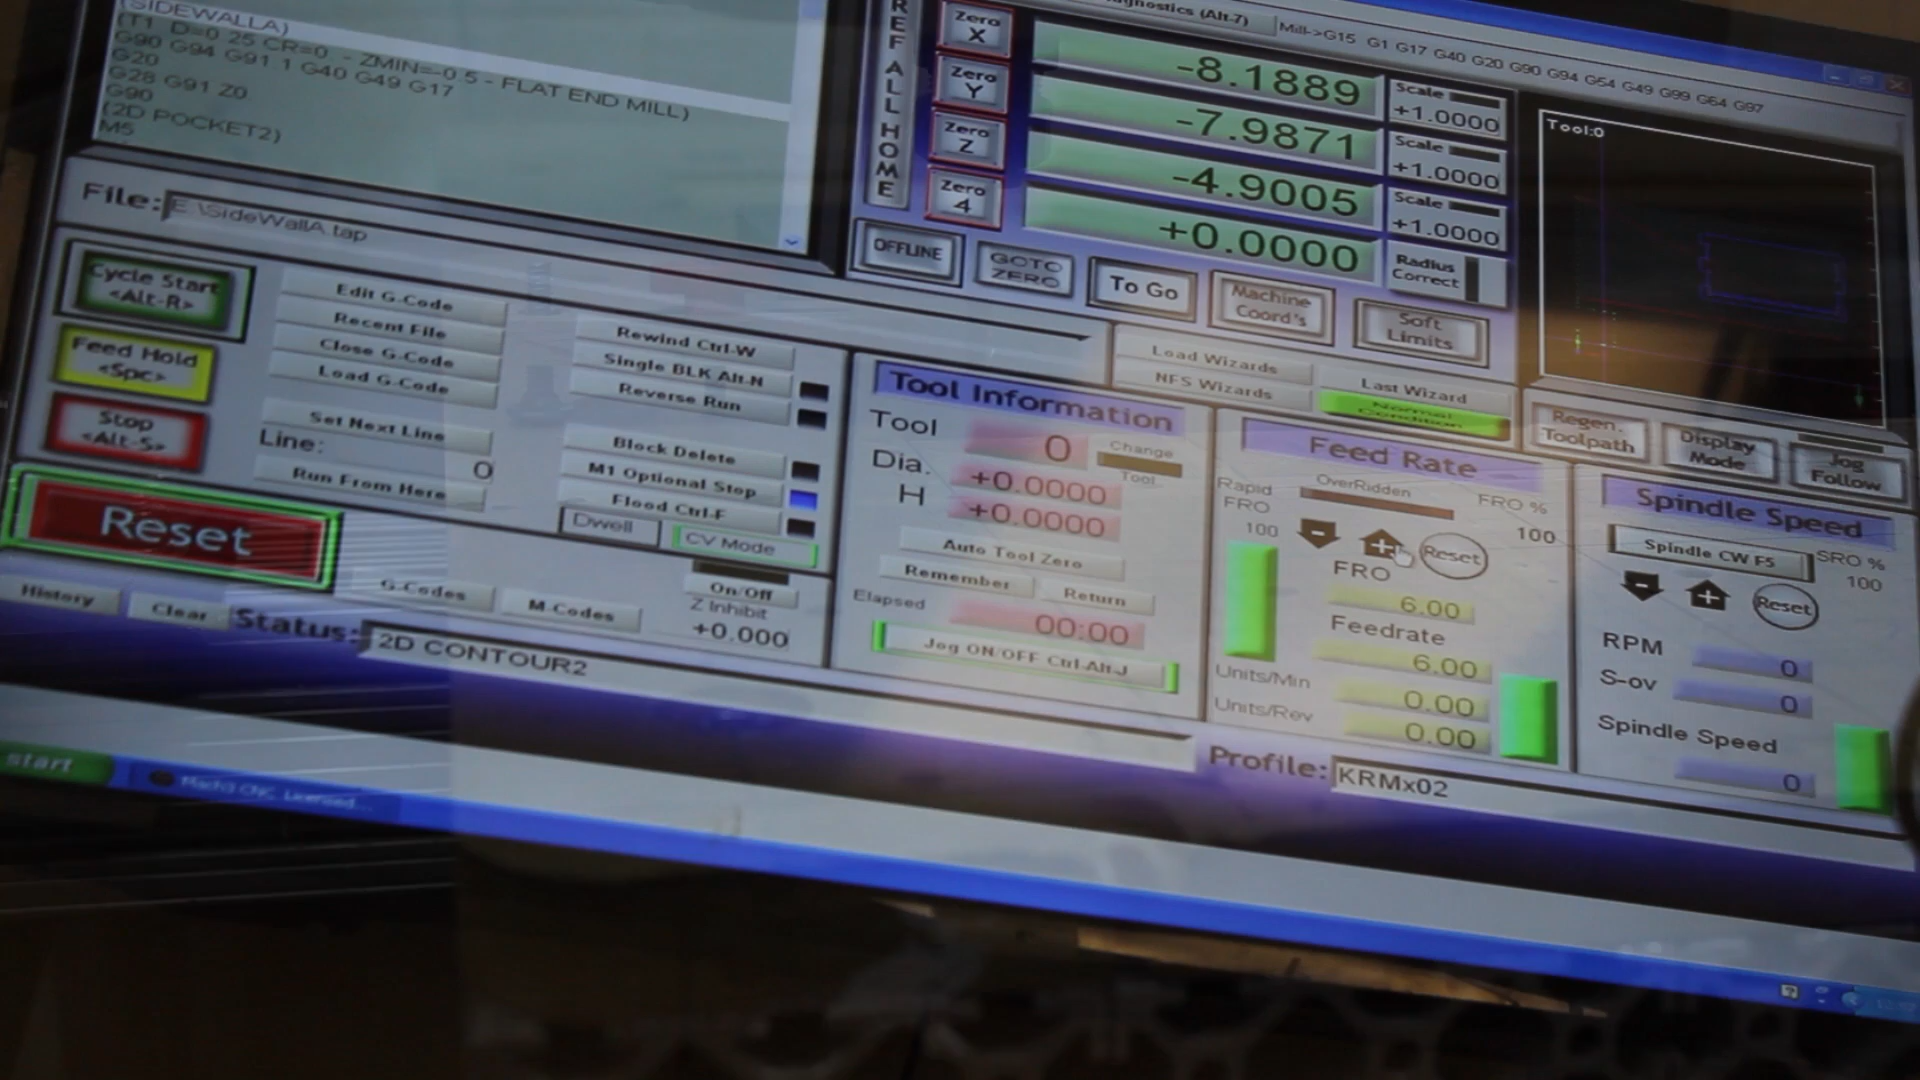 (SIDEWALLA)
(T1 D=0 25 CR=0 - ZMIN=-0 5 - FLAT END MILL)
G90 G94 G91 1 G40 G49 G17
G20
G28 G91 Z0
G90
(2D POCKET2)
M5
File: E \SideWallA tap
Cycle Start
<Alt-R>
Feed Hold
<Spc>
Stop
<Alt-S>
Reset
Edit G-Code
Recent File
Close G-Code
Load G-Code
Set Next Line
Line: 0
Run From Here
Rewind Ctrl-W
Single BLK Alt-N
Reverse Run
Block Delete
M1 Optional Stop
Flood Ctrl-F
Dwell
CV Mode
On/Off
Z Inhibit
+0.000
G-Codes
M-Codes
History
Clear
Status: 2D CONTOUR2
REF ALL HOME
Zero X
Zero Y
Zero Z
Zero 4
-8.1889
-7.9871
-4.9005
+0.0000
Scale
+1.0000
Scale
+1.0000
Scale
+1.0000
Radius
Correct
OFFLINE
GOTO
ZERO
To Go
Machine
Coord's
Soft
Limits
(Alt-7)
Mill->G15 G1 G17 G40 G20 G90 G94 G54 G49 G99 G64 G97
Tool:0
Load Wizards
NFS Wizards
Last Wizard
Normal
Condition
Regen.
Toolpath
Display
Mode
Jog
Follow
Tool Information
Tool 0
Change
Tool
Dia. +0.0000
H +0.0000
Auto Tool Zero
Remember
Return
Elapsed 00:00
Jog ON/OFF Ctrl-Alt-J
Feed Rate
OverRidden
Rapid
FRO
100
FRO %
100
Reset
FRO
6.00
Feedrate
6.00
Units/Min 0.00
Units/Rev 0.00
Spindle Speed
Spindle CW F5
SRO %
100
Reset
RPM 0
S-ov 0
Spindle Speed
0
Profile: KRMx02
start
Mach3 CNC Licensed...